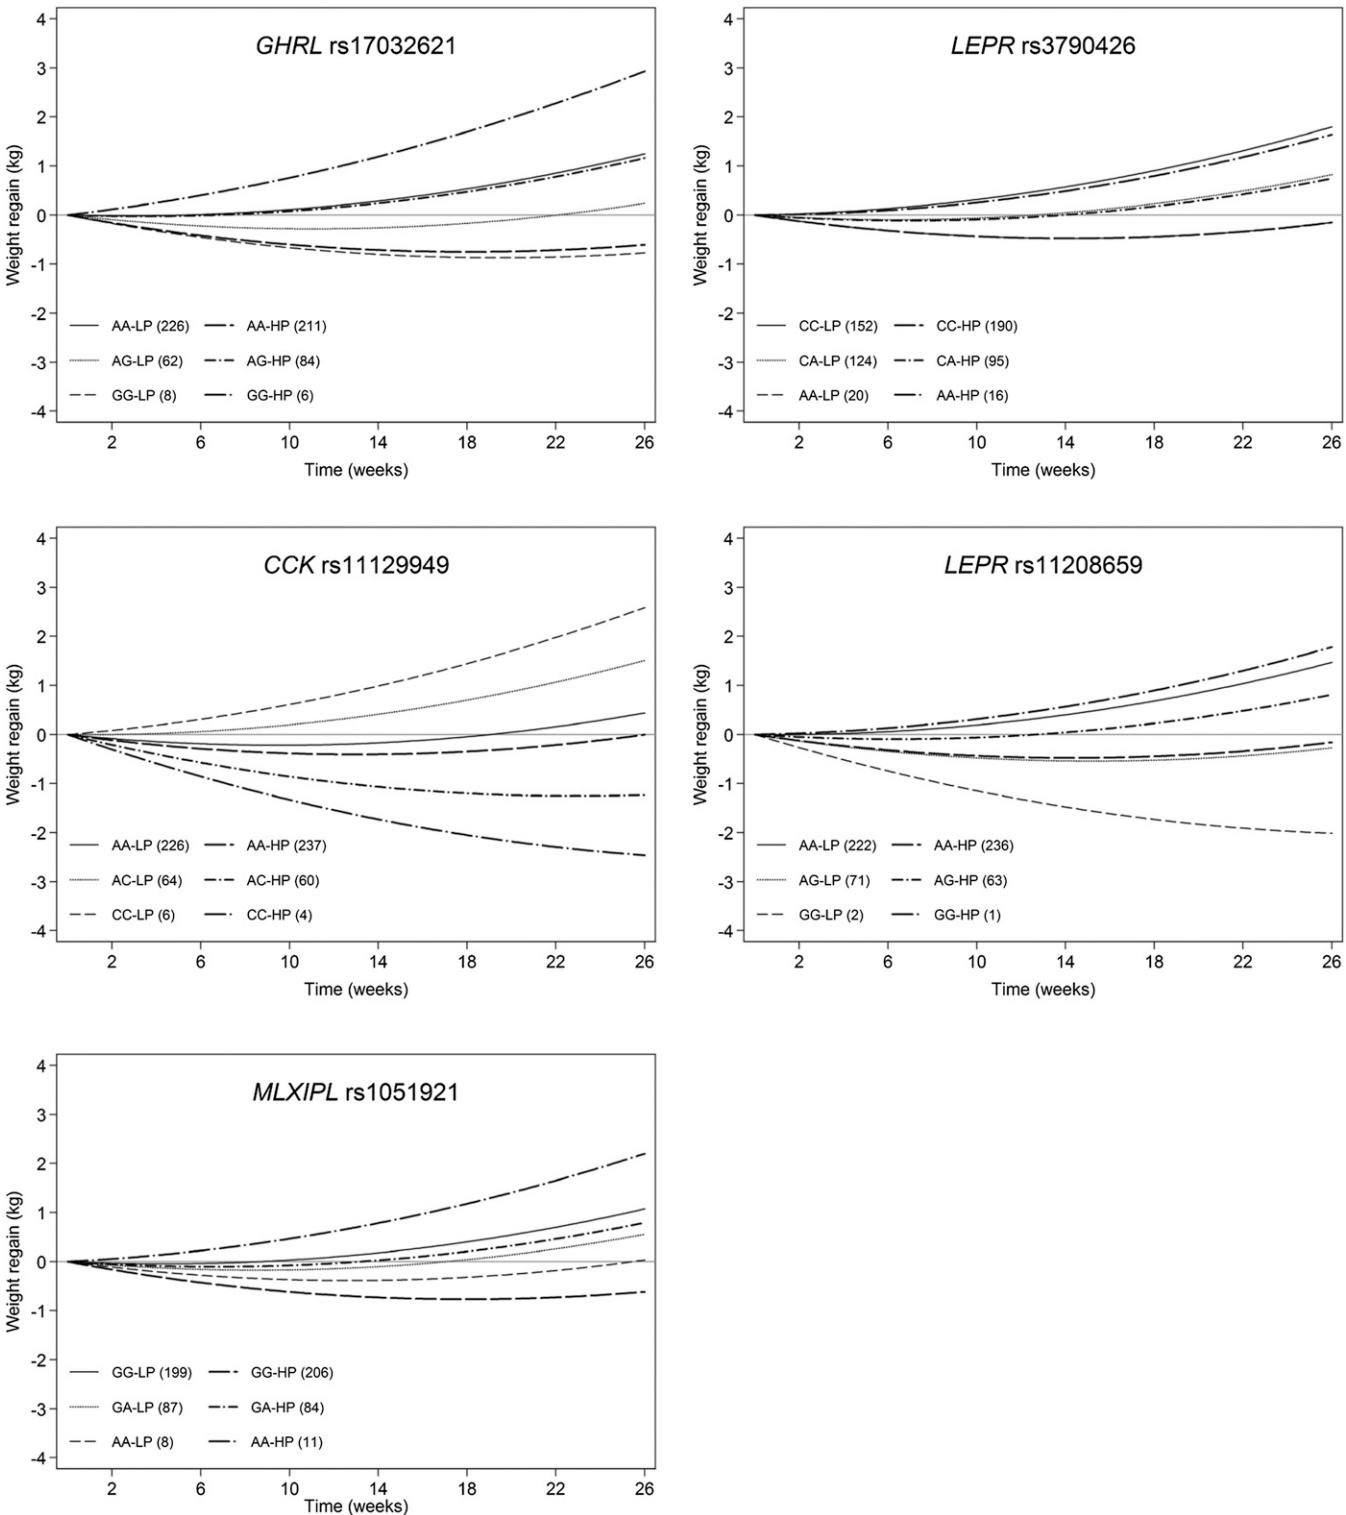 GHRL rs17032621
4
3
2
1
0
-1
-2
-3
-4
Weight regain (kg)
AA-LP (226) AA-HP (211)
AG-LP (62) AG-HP (84)
GG-LP (8) GG-HP (6)
2 6 10 14 18 22 26
Time (weeks)
LEPR rs3790426
4
3
2
1
0
-1
-2
-3
-4
Weight regain (kg)
CC-LP (152) CC-HP (190)
CA-LP (124) CA-HP (95)
AA-LP (20) AA-HP (16)
2 6 10 14 18 22 26
Time (weeks)
CCK rs11129949
4
3
2
1
0
-1
-2
-3
-4
Weight regain (kg)
AA-LP (226) AA-HP (237)
AC-LP (64) AC-HP (60)
CC-LP (6) CC-HP (4)
2 6 10 14 18 22 26
Time (weeks)
LEPR rs11208659
4
3
2
1
0
-1
-2
-3
-4
Weight regain (kg)
AA-LP (222) AA-HP (236)
AG-LP (71) AG-HP (63)
GG-LP (2) GG-HP (1)
2 6 10 14 18 22 26
Time (weeks)
MLXIPL rs1051921
4
3
2
1
0
-1
-2
-3
-4
Weight regain (kg)
GG-LP (199) GG-HP (206)
GA-LP (87) GA-HP (84)
AA-LP (8) AA-HP (11)
2 6 10 14 18 22 26
Time (weeks)